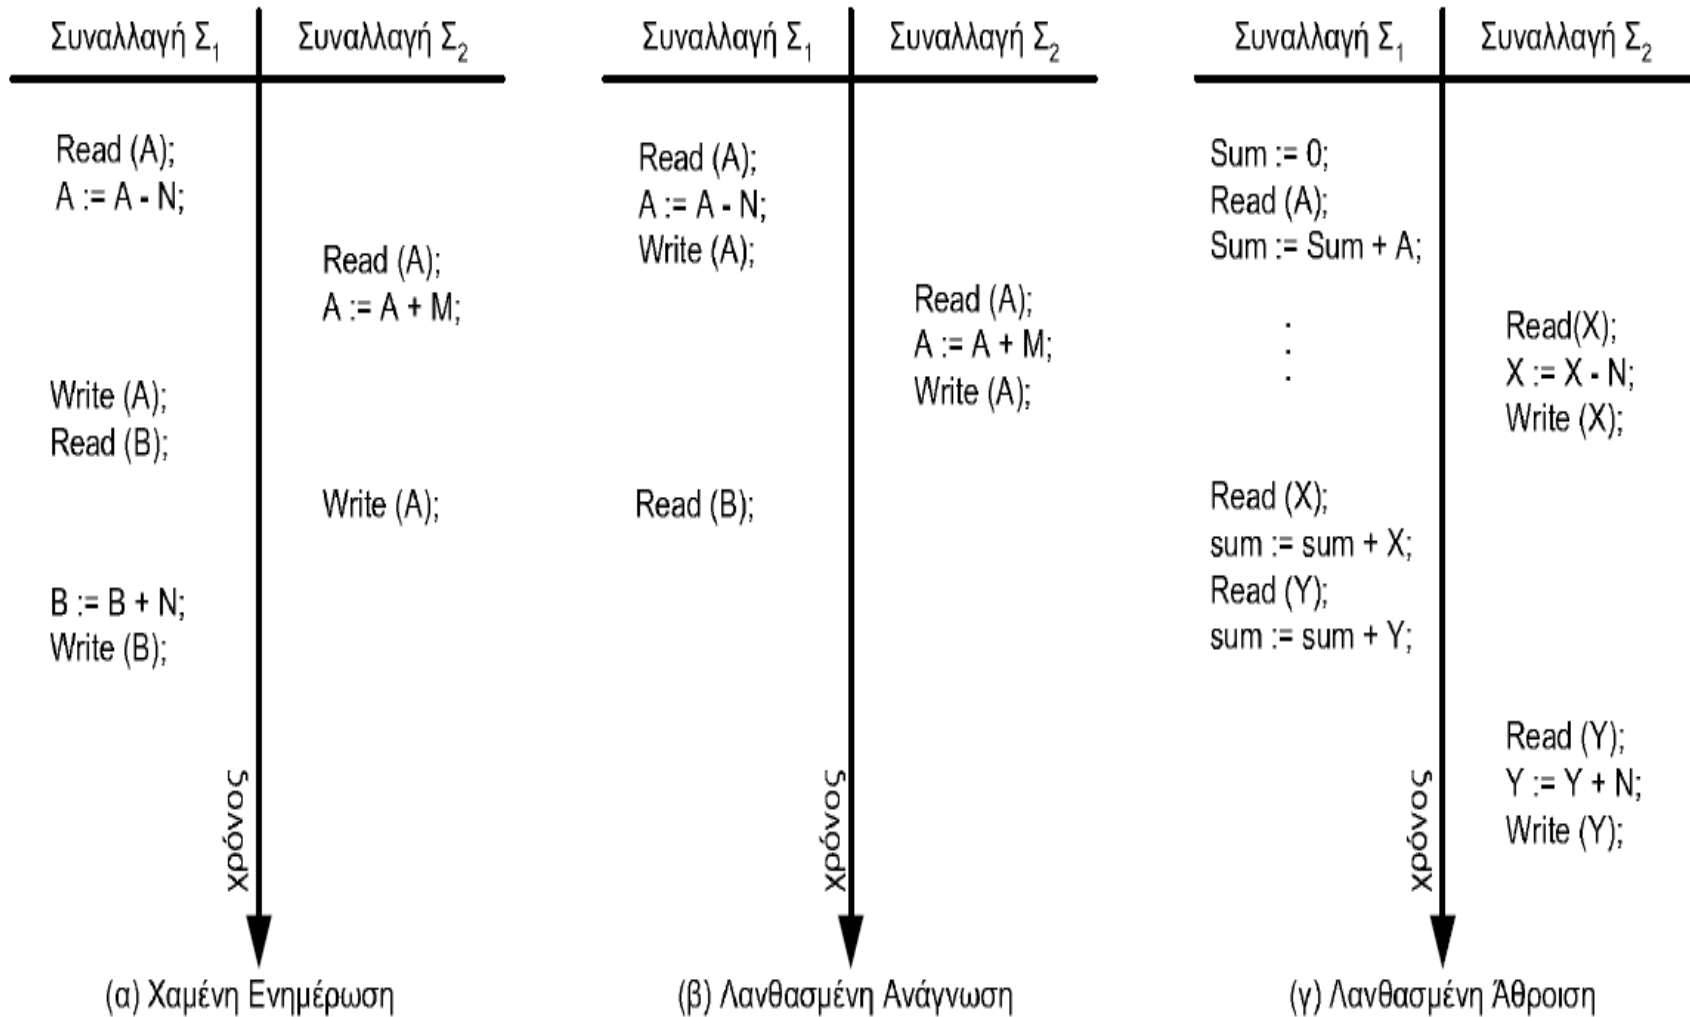 Συναλλαγή Σ1 Συναλλαγή Σ2
Read (A);
A := A - N;
Read (A);
A := A + M;
Write (A);
Read (B);
Write (A);
B := B + N;
Write (B);
χρόνος
(α) Χαμένη Ενημέρωση
Συναλλαγή Σ1 Συναλλαγή Σ2
Read (A);
A := A - N;
Write (A);
Read (A);
A := A + M;
Write (A);
Read (B);
χρόνος
(β) Λανθασμένη Ανάγνωση
Συναλλαγή Σ1 Συναλλαγή Σ2
Sum := 0;
Read (A);
Sum := Sum + A;
.
.
.
Read(X);
X := X - N;
Write (X);
Read (X);
sum := sum + X;
Read (Y);
sum := sum + Y;
Read (Y);
Y := Y + N;
Write (Y);
χρόνος
(γ) Λανθασμένη Άθροιση